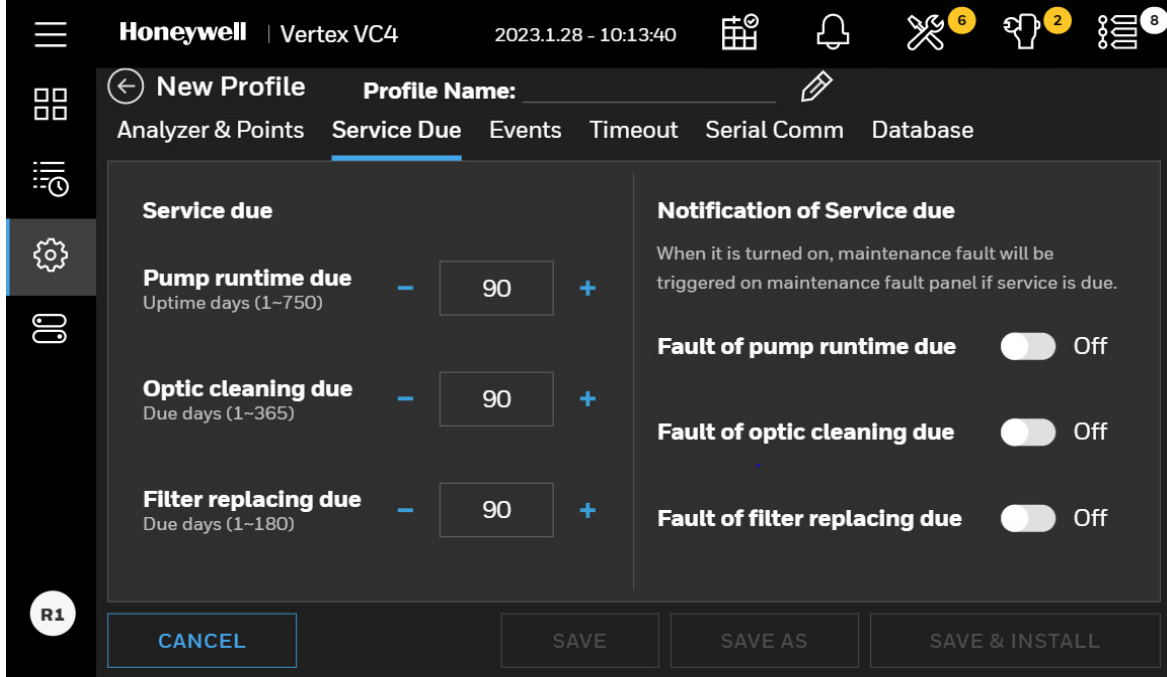 Honeywell | Vertex VC4 2023.1.28 - 10:13:40 6 2 8
New Profile Profile Name:
Analyzer & Points Service Due Events Timeout Serial Comm Database
Service due
Pump runtime due
Uptime days (1~750)
- 90 +
Optic cleaning due
Due days (1~365)
- 90 +
Filter replacing due
Due days (1~180)
- 90 +
Notification of Service due
When it is turned on, maintenance fault will be
triggered on maintenance fault panel if service is due.
Fault of pump runtime due Off
Fault of optic cleaning due Off
Fault of filter replacing due Off
R1
CANCEL SAVE SAVE AS SAVE & INSTALL